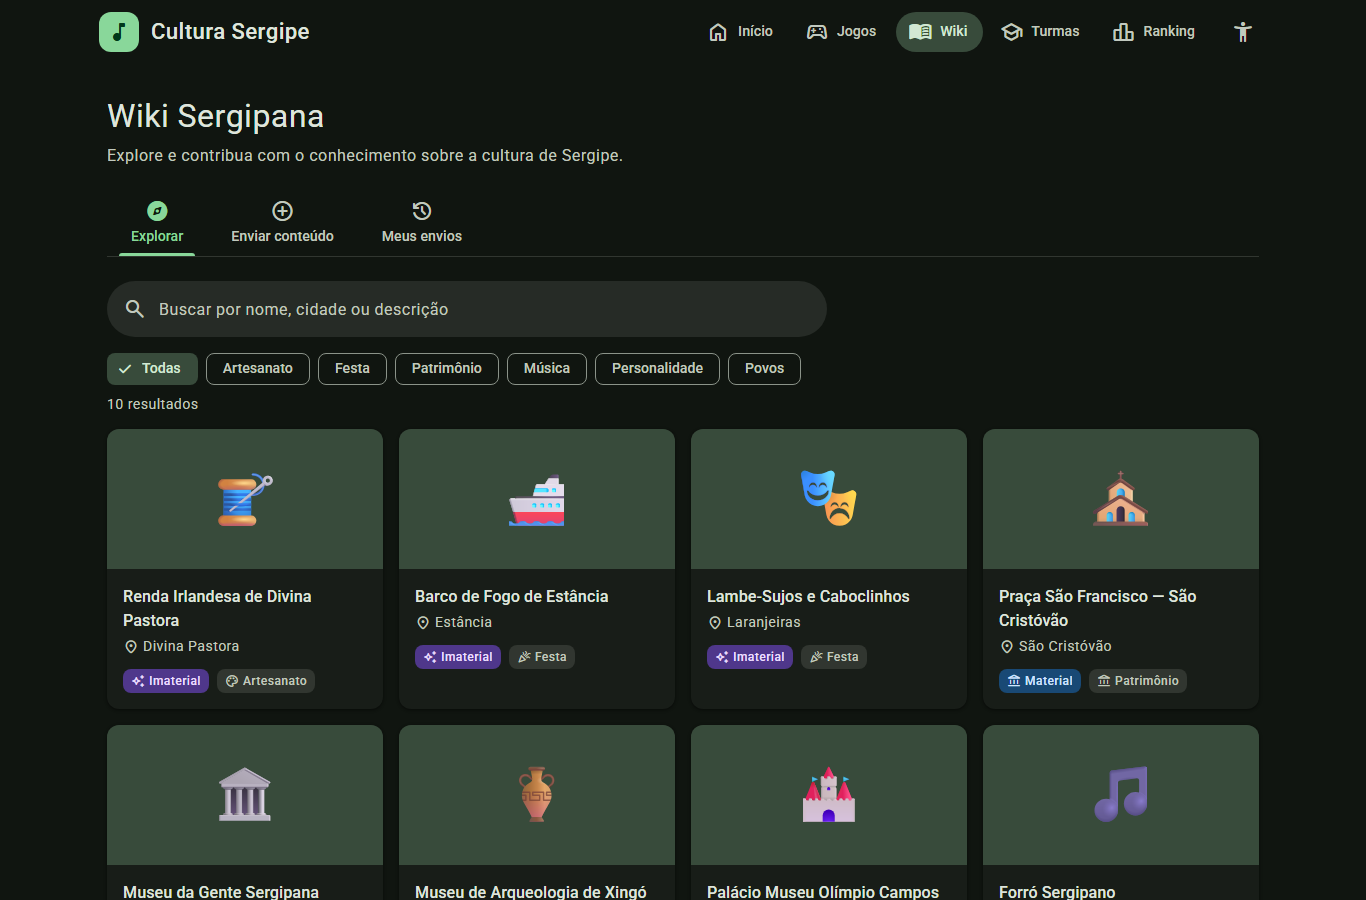 Cultura Sergipe
Início
Jogos
Wiki
Turmas
Ranking
Wiki Sergipana
Explore e contribua com o conhecimento sobre a cultura de Sergipe.
Explorar
Enviar conteúdo
Meus envios
Buscar por nome, cidade ou descrição
Todas
Artesanato
Festa
Patrimônio
Música
Personalidade
Povos
10 resultados
Renda Irlandesa de Divina
Pastora
Divina Pastora
Imaterial
Artesanato
Barco de Fogo de Estância
Estância
Imaterial
Festa
Lambe-Sujos e Caboclinhos
Laranjeiras
Imaterial
Festa
Praça São Francisco — São
Cristóvão
São Cristóvão
Material
Patrimônio
Museu da Gente Sergipana
Museu de Arqueologia de Xingó
Palácio Museu Olímpio Campos
Forró Sergipano